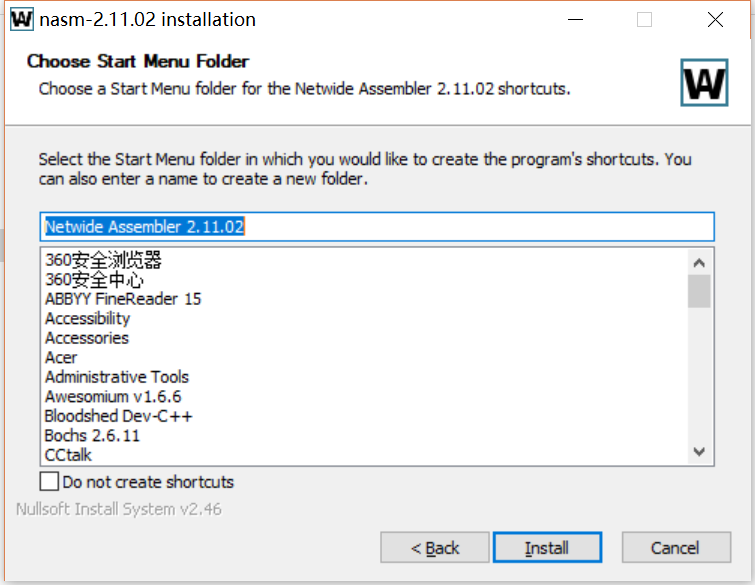 nasm-2.11.02 installation
Choose Start Menu Folder
Choose a Start Menu folder for the Netwide Assembler 2.11.02 shortcuts.
Select the Start Menu folder in which you would like to create the program's shortcuts. You
can also enter a name to create a new folder.
Netwide Assembler 2.11.02
360安全浏览器
360安全中心
ABBYY FineReader 15
Accessibility
Accessories
Acer
Administrative Tools
Awesomium v1.6.6
Bloodshed Dev-C++
Bochs 2.6.11
CCtalk
Do not create shortcuts
Nullsoft Install System v2.46
< Back
Install
Cancel